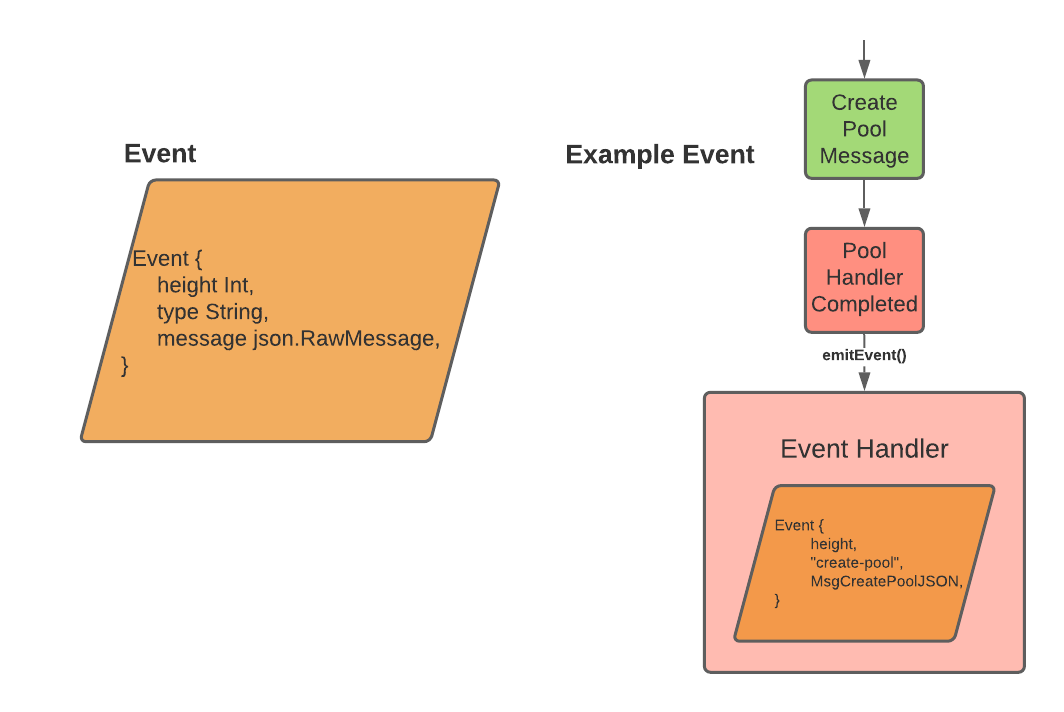 Event
Event {
height Int,
type String,
message json.RawMessage,
}
Example Event
Create
Pool
Message
Pool
Handler
Completed
emitEvent()
Event Handler
Event {
height,
"create-pool",
MsgCreatePoolJSON,
}